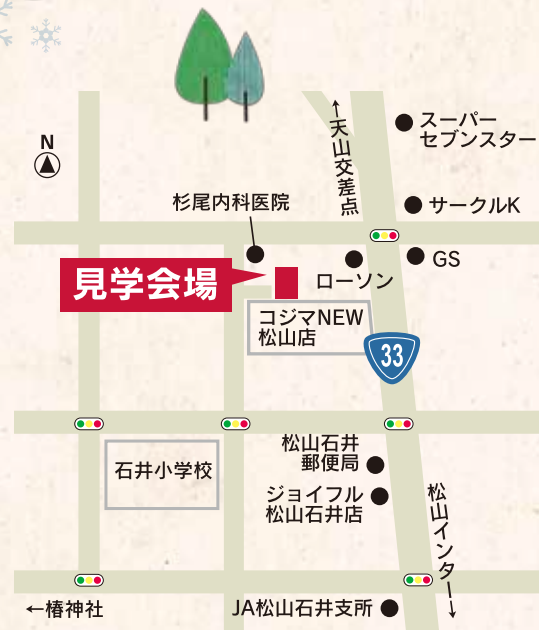 N
↑天山交差点
スーパー
セブンスター
杉尾内科医院
サークルK
GS
ローソン
見学会場
コジマNEW
松山店
33
松山石井
郵便局
石井小学校
ジョイフル
松山石井店
松山インター↓
←椿神社
JA松山石井支所